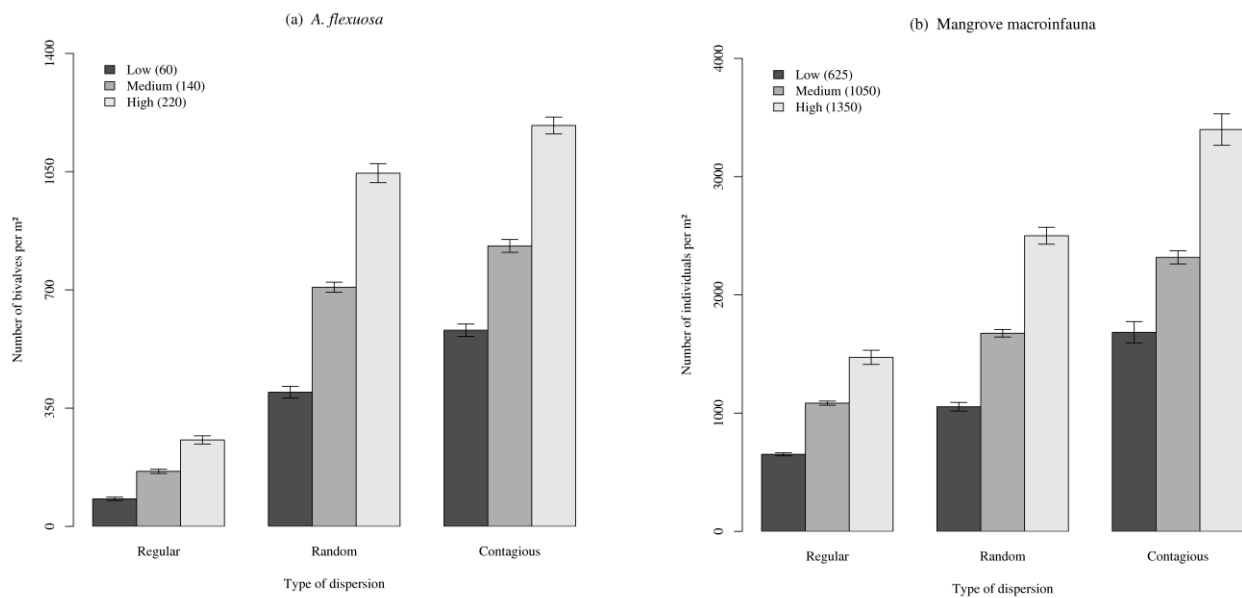 (a) A. flexuosa
Low (60)
Medium (140)
High (220)
Number of bivalves per m²
1400
1050
700
350
0
Regular
Random
Contagious
Type of dispersion
(b) Mangrove macroinfauna
Low (625)
Medium (1050)
High (1350)
Number of individuals per m²
4000
3000
2000
1000
0
Regular
Random
Contagious
Type of dispersion